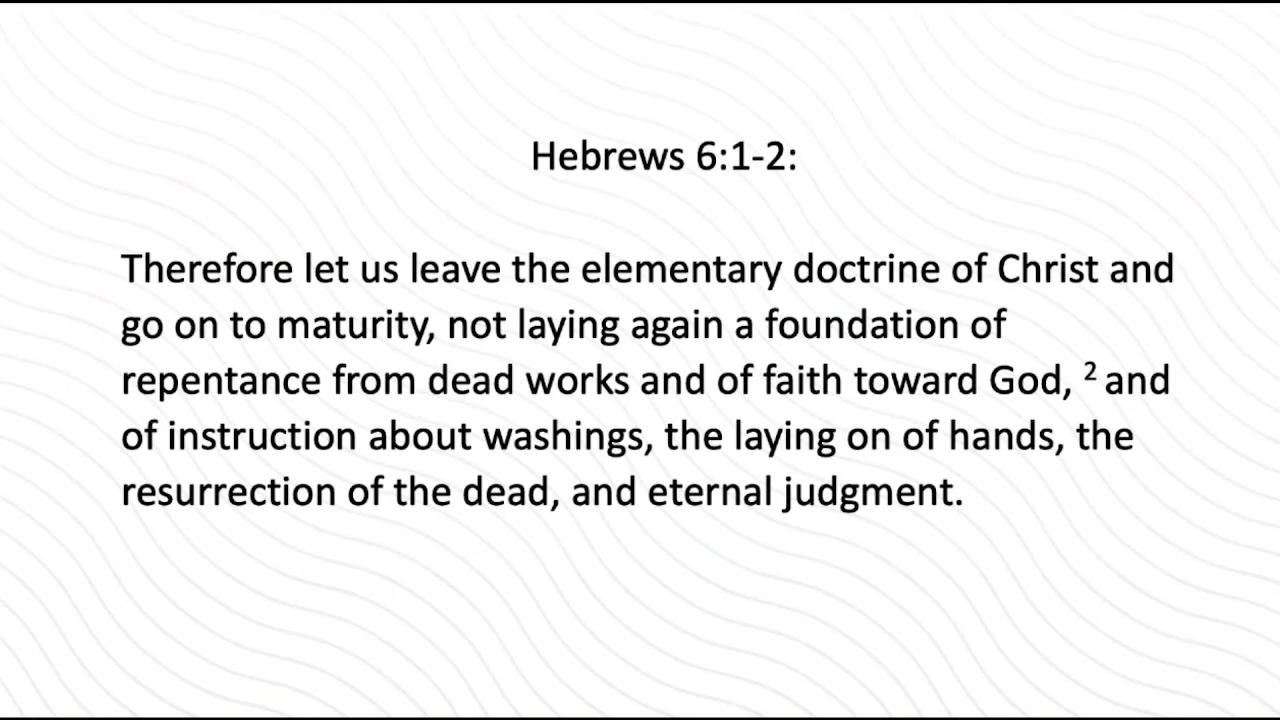 Hebrews 6:1-2:
Therefore let us leave the elementary doctrine of Christ and
go on to maturity, not laying again a foundation of
repentance from dead works and of faith toward God, ² and
of instruction about washings, the laying on of hands, the
resurrection of the dead, and eternal judgment.